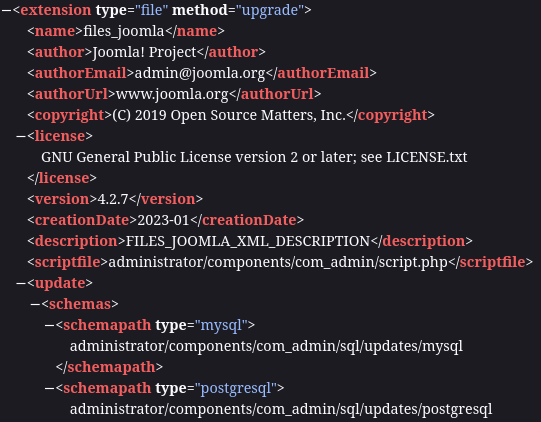 −<extension type="file" method="upgrade">
<name>files_joomla</name>
<author>Joomla! Project</author>
<authorEmail>admin@joomla.org</authorEmail>
<authorUrl>www.joomla.org</authorUrl>
<copyright>(C) 2019 Open Source Matters, Inc.</copyright>
−<license>
GNU General Public License version 2 or later; see LICENSE.txt
</license>
<version>4.2.7</version>
<creationDate>2023-01</creationDate>
<description>FILES_JOOMLA_XML_DESCRIPTION</description>
<scriptfile>administrator/components/com_admin/script.php</scriptfile>
−<update>
−<schemas>
−<schemapath type="mysql">
administrator/components/com_admin/sql/updates/mysql
</schemapath>
−<schemapath type="postgresql">
administrator/components/com_admin/sql/updates/postgresql